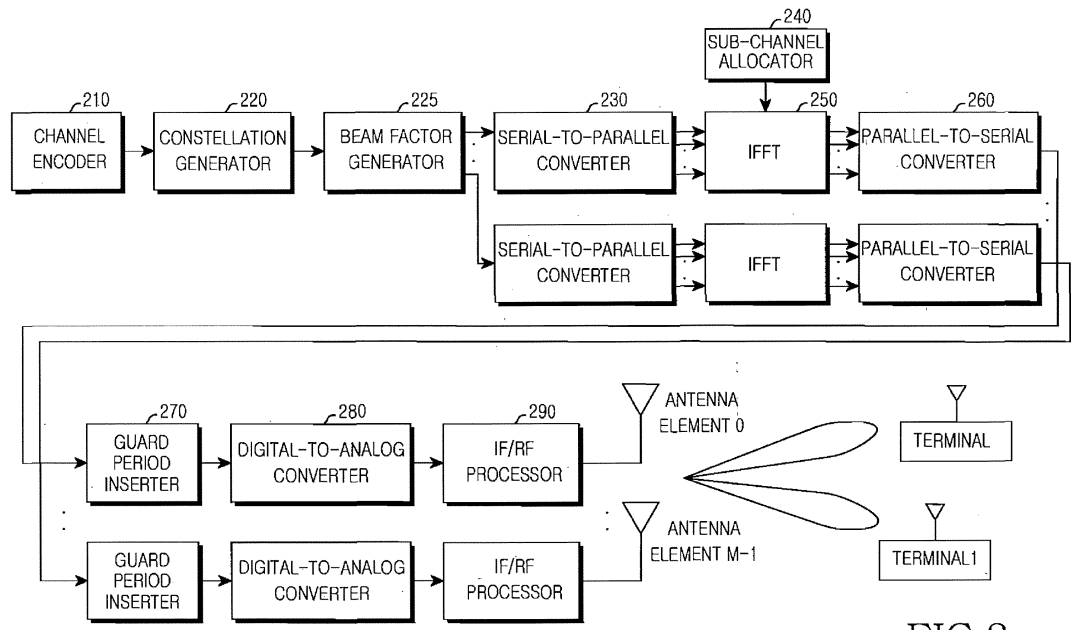 240
SUB-CHANNEL
ALLOCATOR
210
220
225
230
250
260
CHANNEL
ENCODER
CONSTELLATION
GENERATOR
BEAM FACTOR
GENERATOR
SERIAL-TO-PARALLEL
CONVERTER
IFFT
PARALLEL-TO-SERIAL
CONVERTER
SERIAL-TO-PARALLEL
CONVERTER
IFFT
PARALLEL-TO-SERIAL
CONVERTER
270
280
290
GUARD
PERIOD
INSERTER
DIGITAL-TO-ANALOG
CONVERTER
IF/RF
PROCESSOR
ANTENNA
ELEMENT 0
TERMINAL
GUARD
PERIOD
INSERTER
DIGITAL-TO-ANALOG
CONVERTER
IF/RF
PROCESSOR
ANTENNA
ELEMENT M-1
TERMINAL1